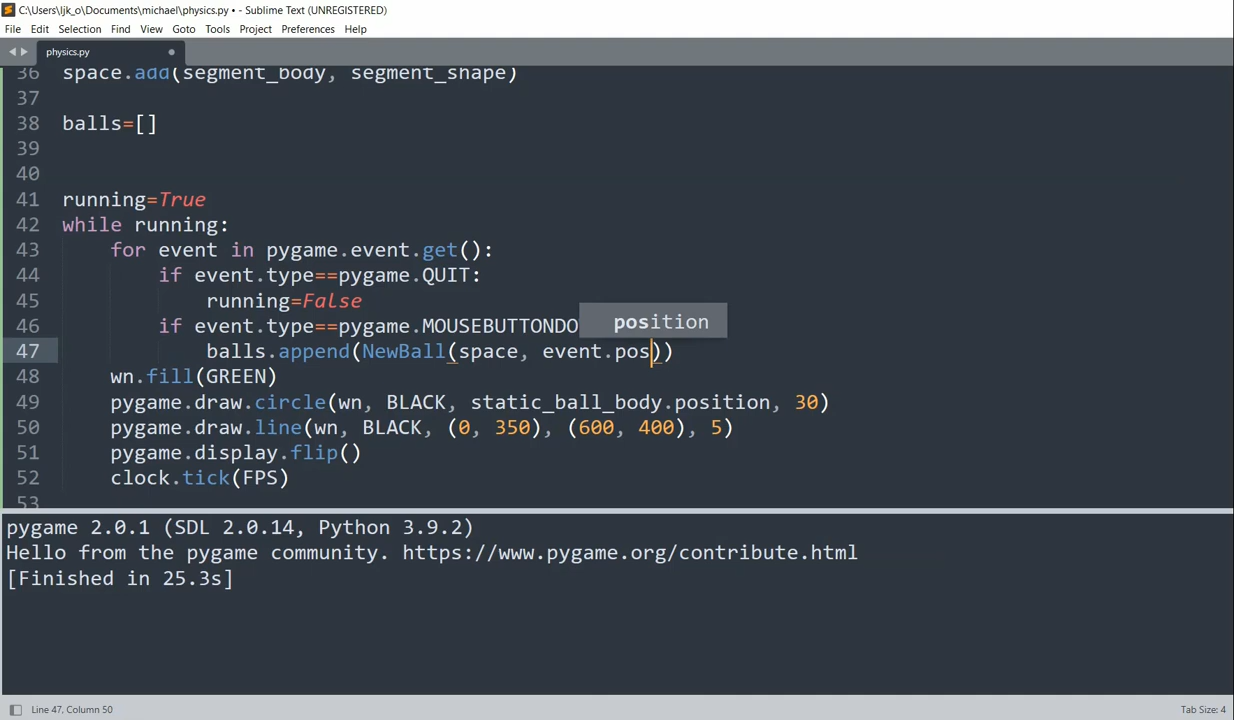 C:\Users\ljk_o\Documents\michael\physics.py • - Sublime Text (UNREGISTERED)
File Edit Selection Find View Goto Tools Project Preferences Help
physics.py
36 space.add(segment_body, segment_shape)
37
38 balls=[]
39
40
41 running=True
42 while running:
43 for event in pygame.event.get():
44 if event.type==pygame.QUIT:
45 running=False
46 if event.type==pygame.MOUSEBUTTONDO
position
47 balls.append(NewBall(space, event.pos))
48 wn.fill(GREEN)
49 pygame.draw.circle(wn, BLACK, static_ball_body.position, 30)
50 pygame.draw.line(wn, BLACK, (0, 350), (600, 400), 5)
51 pygame.display.flip()
52 clock.tick(FPS)
53
pygame 2.0.1 (SDL 2.0.14, Python 3.9.2)
Hello from the pygame community. https://www.pygame.org/contribute.html
[Finished in 25.3s]
Line 47, Column 50
Tab Size: 4